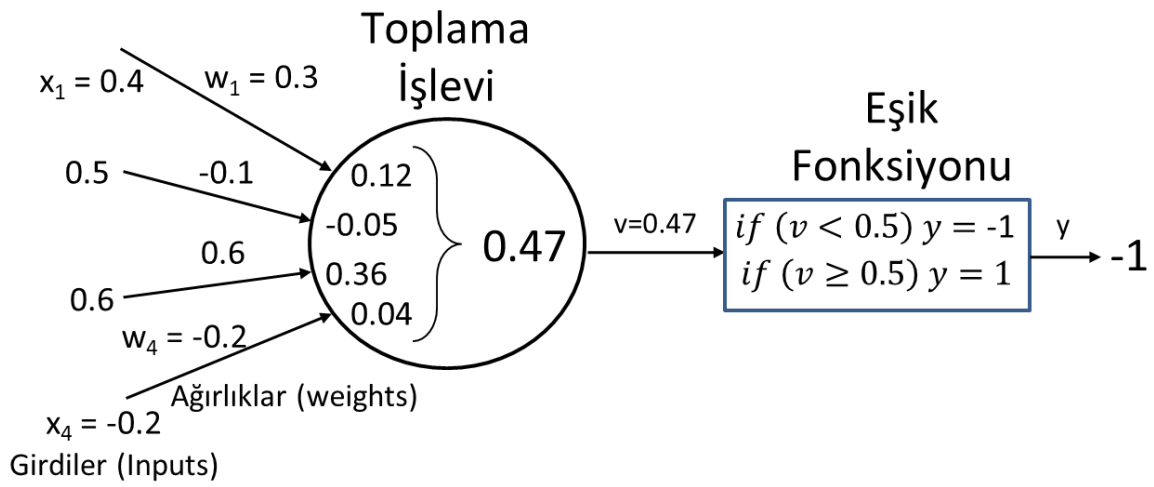 Toplama
İşlevi
x₁ = 0.4
w₁ = 0.3
0.5
-0.1
0.6
0.6
w₄ = -0.2
x₄ = -0.2
Ağırlıklar (weights)
Girdiler (Inputs)
0.12
-0.05
0.36
0.04
0.47
v=0.47
Eşik
Fonksiyonu
if (v < 0.5) y = -1
if (v ≥ 0.5) y = 1
y
-1